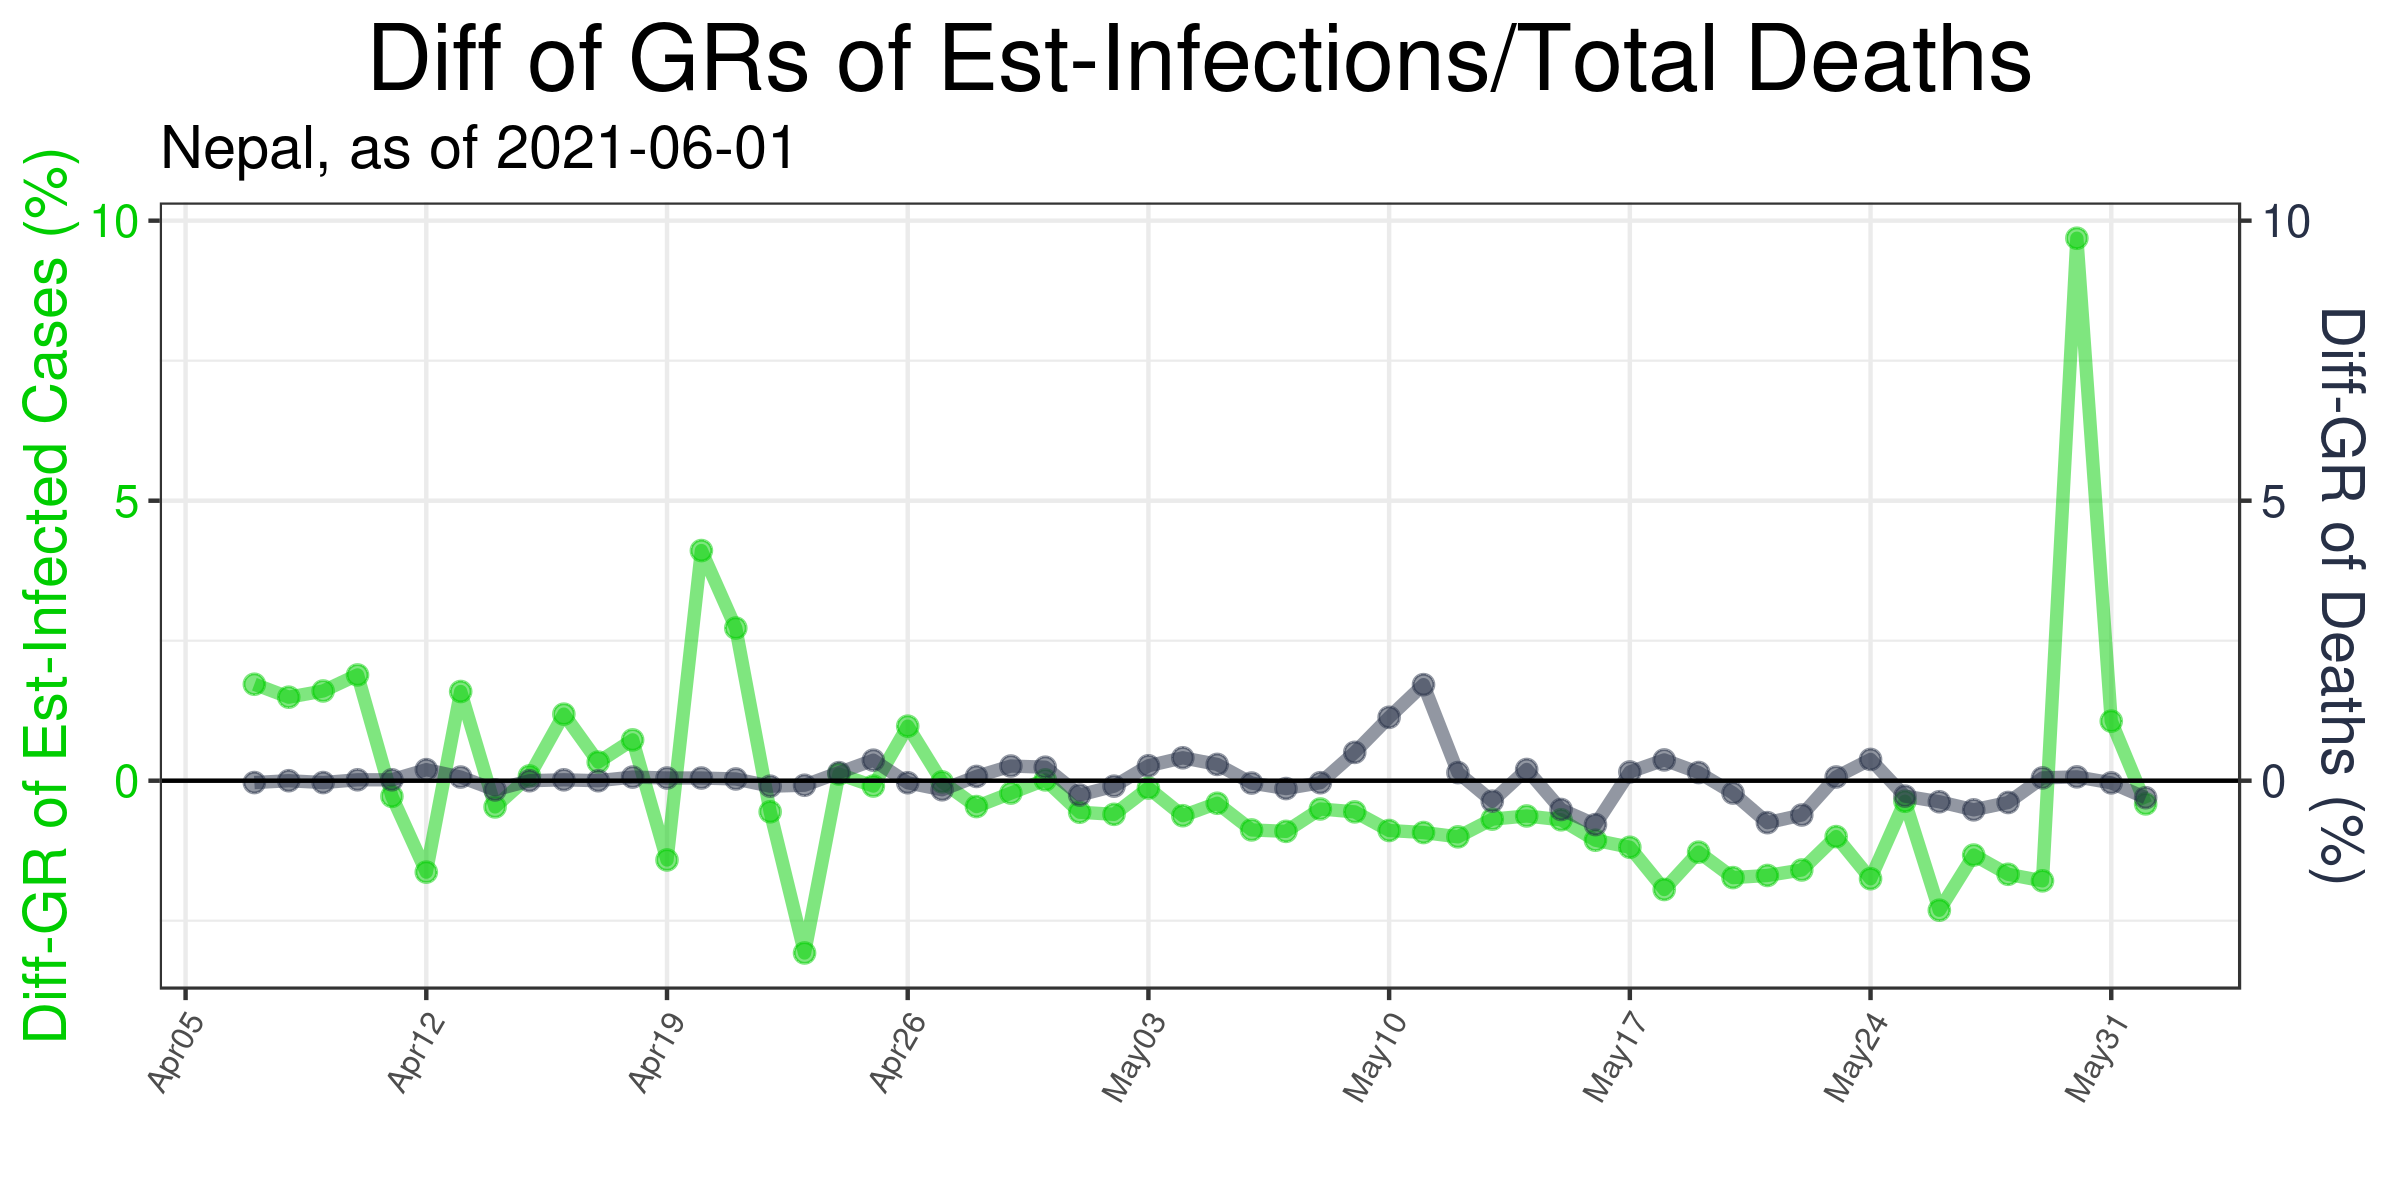 Diff of GRs of Est-Infections/Total Deaths
Nepal, as of 2021-06-01
Diff-GR of Est-Infected Cases (%)
10
5
0
10
5
0
Diff-GR of Deaths (%)
Apr05
Apr12
Apr19
Apr26
May03
May10
May17
May24
May31